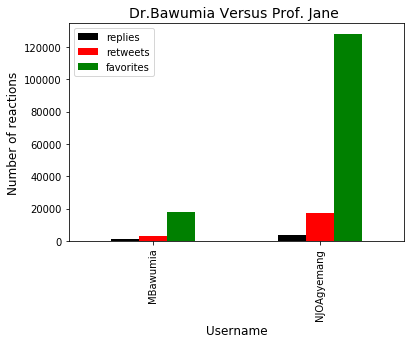 Dr.Bawumia Versus Prof. Jane
replies
retweets
favorites
120000
100000
80000
60000
40000
20000
0
Number of reactions
MBawumia
NJOAgyemang
Username